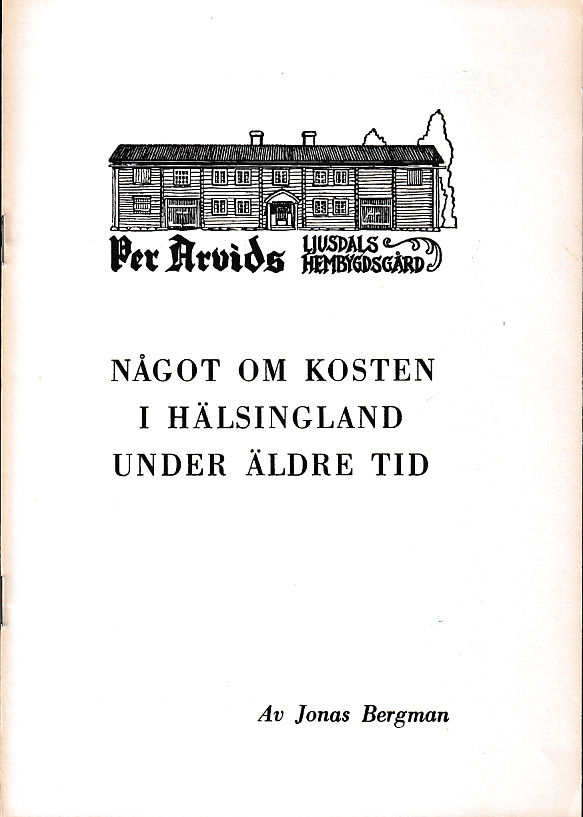 Per Arvids LJUSDALS
HEMBYGDSGÅRD
NÅGOT OM KOSTEN
I HÄLSINGLAND
UNDER ÄLDRE TID
Av Jonas Bergman